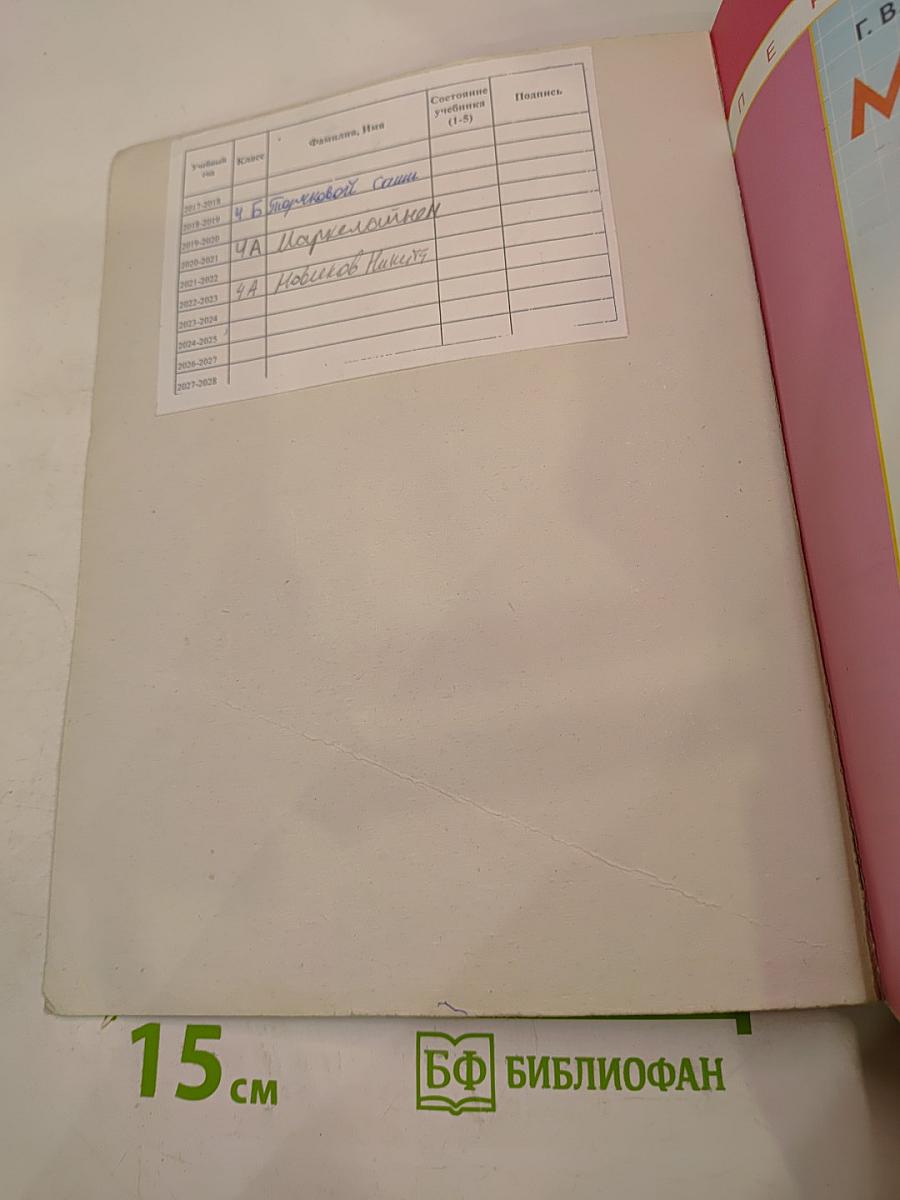 Г. В
П Е
М
Учебный год Класс Фамилия, Имя Состояние учебника (1-5) Подпись
2017-2018
2018-2019 4 Б Саши
2019-2020
2020-2021 4А Маркелайнен
2021-2022
2022-2023 4А Новиков Никита
2023-2024
2024-2025
2026-2027
2027-2028
15 см
БФ БИБЛИОФАН